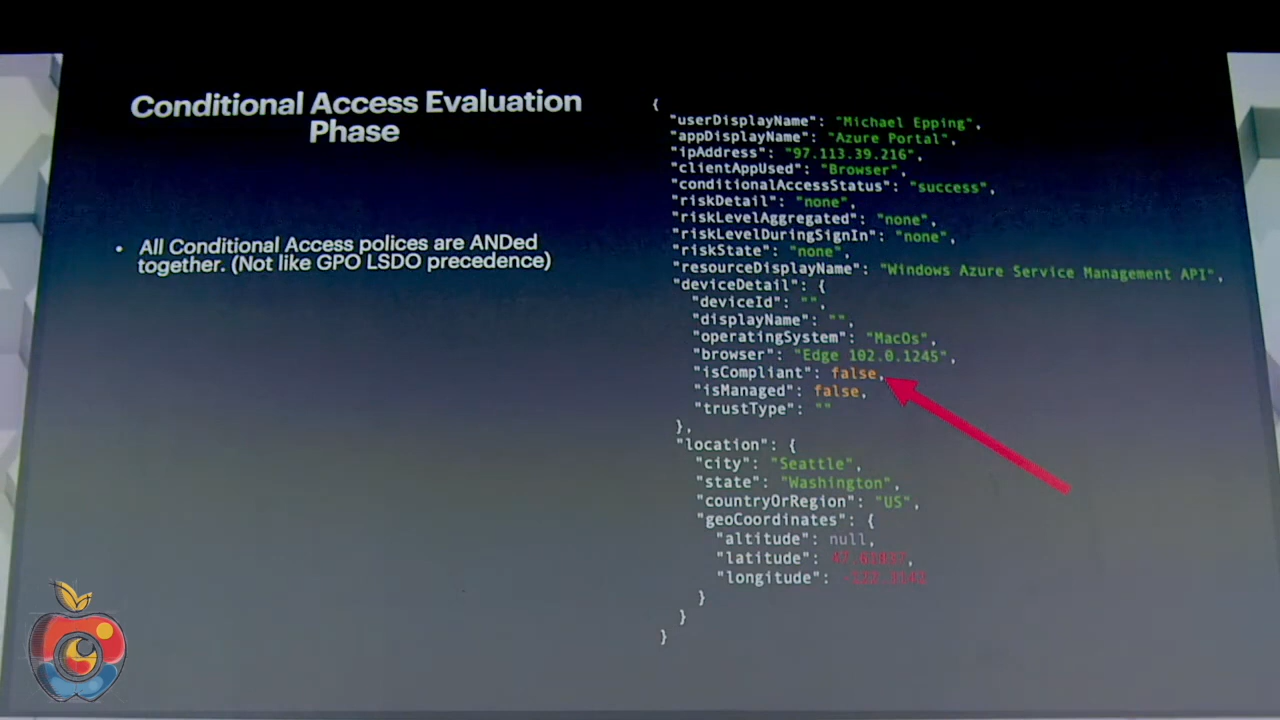 Conditional Access Evaluation
Phase
• All Conditional Access polices are ANDed
together. (Not like GPO LSDO precedence)
{
"userDisplayName": "Michael Epping",
"appDisplayName": "Azure Portal",
"ipAddress": "97.113.39.216",
"clientAppUsed": "Browser",
"conditionalAccessStatus": "success",
"riskDetail": "none",
"riskLevelAggregated": "none",
"riskLevelDuringSignIn": "none",
"riskState": "none",
"resourceDisplayName": "Windows Azure Service Management API",
"deviceDetail": {
"deviceId": "",
"displayName": "",
"operatingSystem": "MacOs",
"browser": "Edge 102.0.1245",
"isCompliant": false,
"isManaged": false,
"trustType": ""
},
"location": {
"city": "Seattle",
"state": "Washington",
"countryOrRegion": "US",
"geoCoordinates": {
"altitude": null,
"latitude":
"longitude":
}
}
}